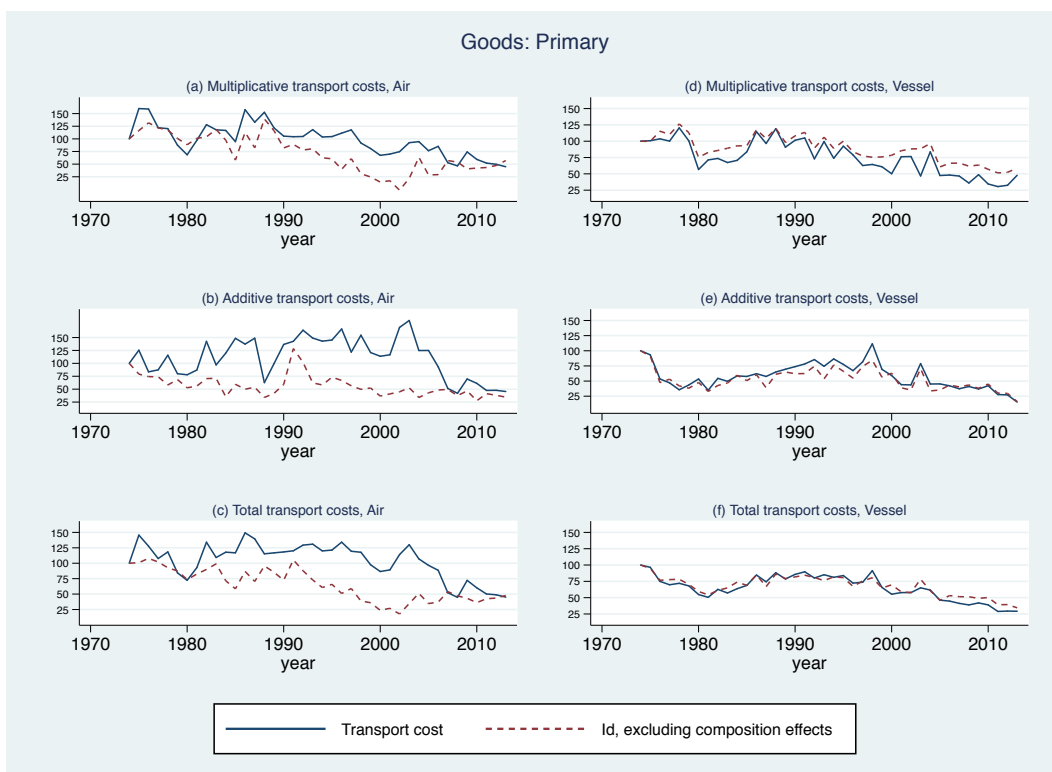 Goods: Primary
(a) Multiplicative transport costs, Air
150
125
100
75
50
25
1970 1980 1990 2000 2010
year
(d) Multiplicative transport costs, Vessel
150
125
100
75
50
25
1970 1980 1990 2000 2010
year
(b) Additive transport costs, Air
150
125
100
75
50
25
1970 1980 1990 2000 2010
year
(e) Additive transport costs, Vessel
150
125
100
75
50
25
1970 1980 1990 2000 2010
year
(c) Total transport costs, Air
150
125
100
75
50
25
1970 1980 1990 2000 2010
year
(f) Total transport costs, Vessel
150
125
100
75
50
25
1970 1980 1990 2000 2010
year
Transport cost
Id, excluding composition effects